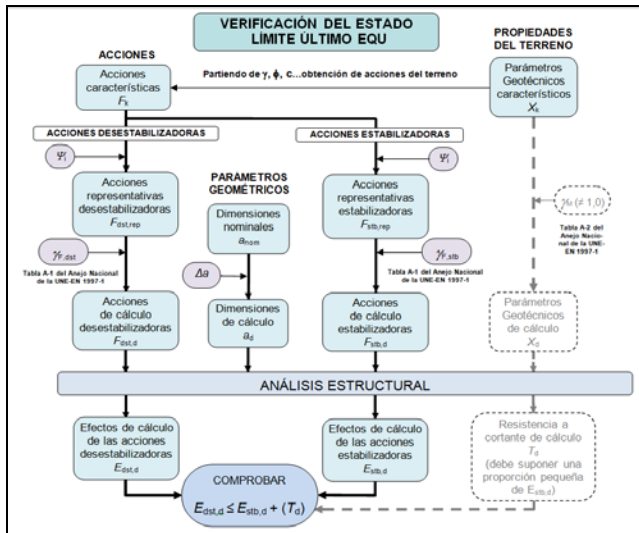 VERIFICACIÓN DEL ESTADO
LÍMITE ÚLTIMO EQU
ACCIONES
PROPIEDADES
DEL TERRENO
Acciones
características
Fk
Partiendo de γ, ϕ, c...obtención de acciones del terreno
Parámetros
Geotécnicos
característicos
Xk
ACCIONES DESESTABILIZADORAS
ACCIONES ESTABILIZADORAS
Ψi
Ψi
PARÁMETROS
GEOMÉTRICOS
Acciones
representativas
desestabilizadoras
Fdst,rep
Dimensiones
nominales
anom
Acciones
representativas
estabilizadoras
Fstb,rep
γM (≠ 1,0)
Tabla A-2 del
Anejo Nacio-
nal de la UNE-
EN 1997-1
γF,dst
Tabla A-1 del Anejo Nacional
de la UNE-EN 1997-1
Δa
γF,stb
Tabla A-1 del Anejo Nacional
de la UNE-EN 1997-1
Acciones
de cálculo
desestabilizadoras
Fdst,d
Dimensiones
de cálculo
ad
Acciones
de cálculo
estabilizadoras
Fstb,d
Parámetros
Geotécnicos
de cálculo
Xd
ANÁLISIS ESTRUCTURAL
Efectos de cálculo
de las acciones
desestabilizadoras
Edst,d
Efectos de cálculo
de las acciones
estabilizadoras
Estb,d
Resistencia a
cortante de cálculo
Td
(debe suponer una
proporción pequeña
de Estb,d)
COMPROBAR
Edst,d ≤ Estb,d + (Td)